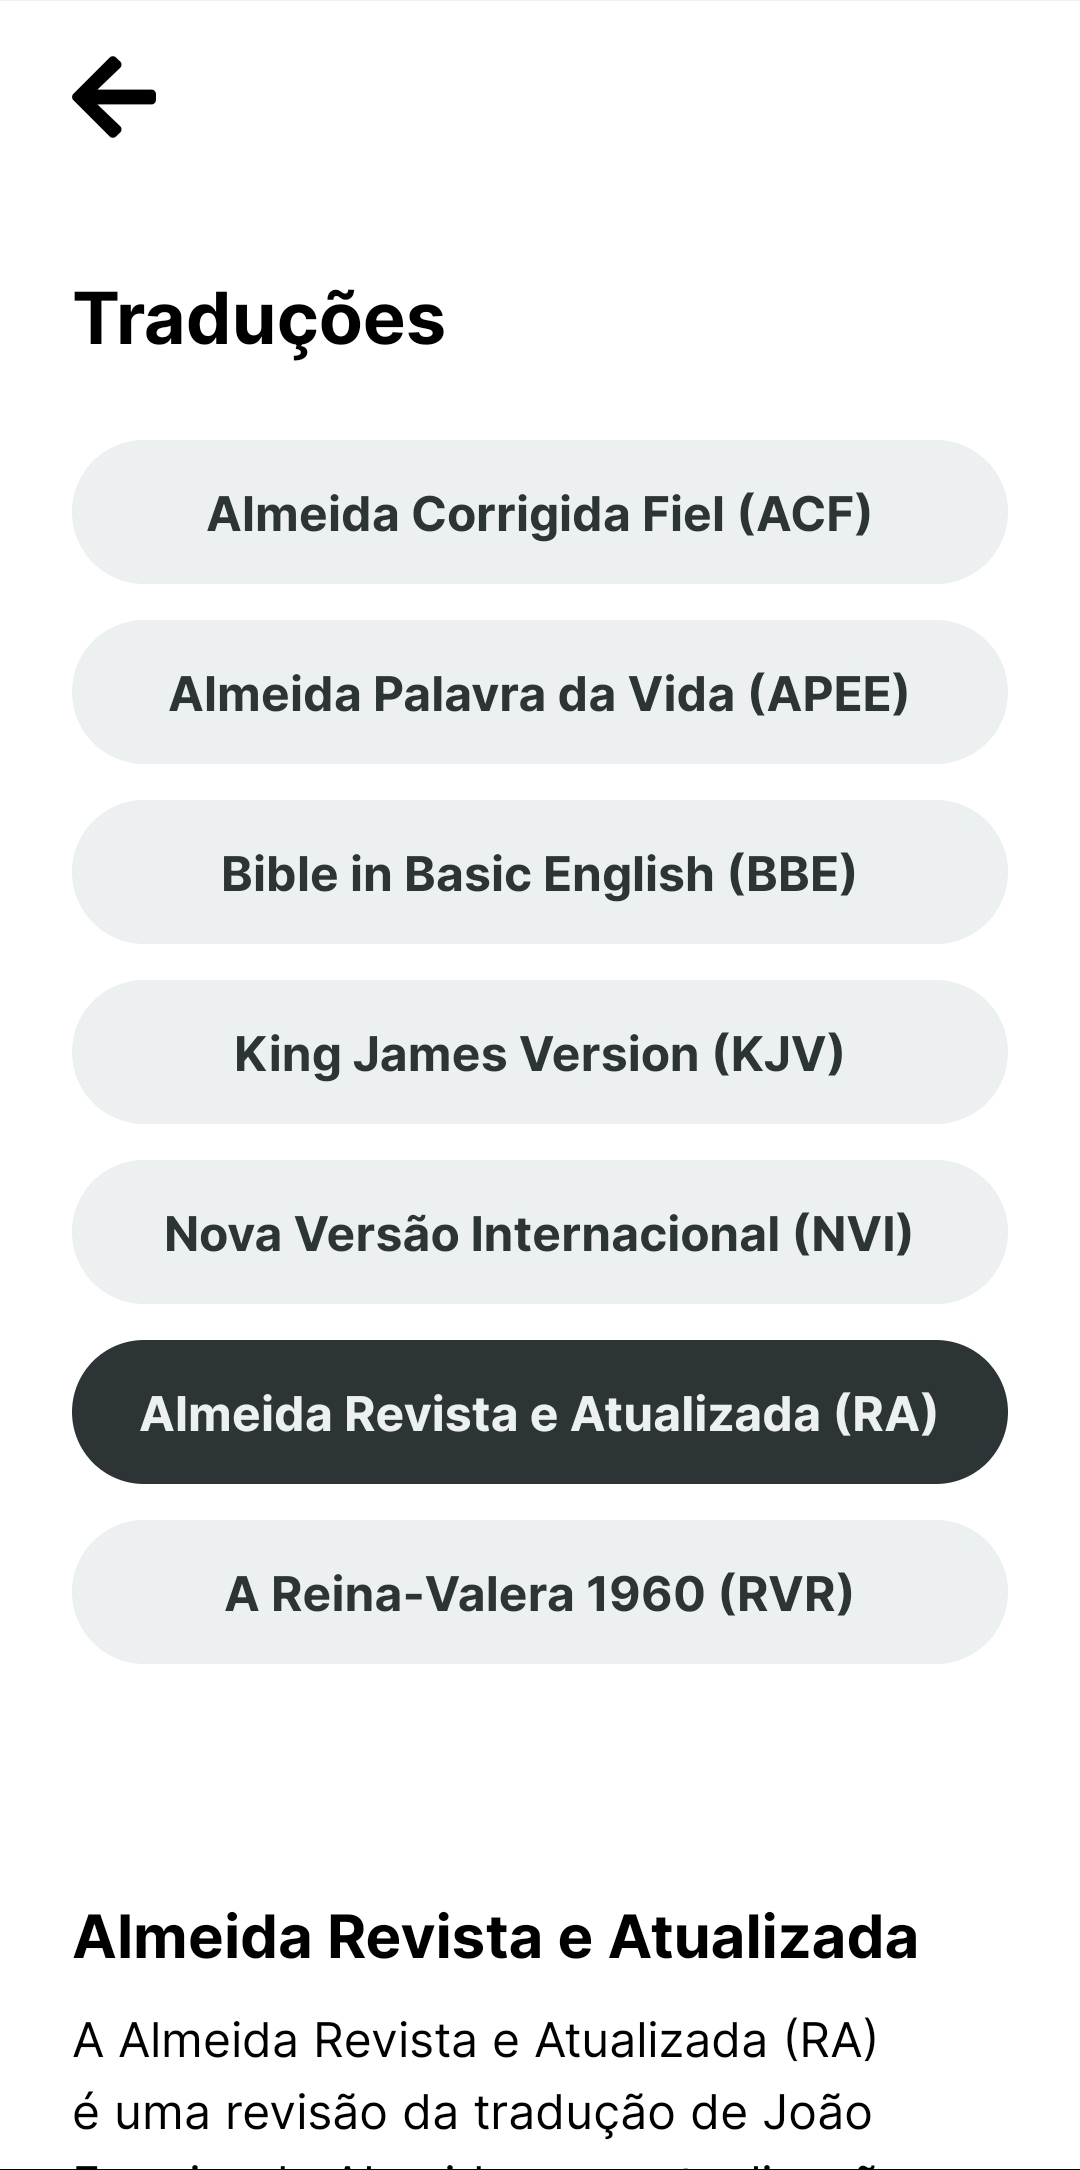 Traduções
Almeida Corrigida Fiel (ACF)
Almeida Palavra da Vida (APEE)
Bible in Basic English (BBE)
King James Version (KJV)
Nova Versão Internacional (NVI)
Almeida Revista e Atualizada (RA)
A Reina-Valera 1960 (RVR)
Almeida Revista e Atualizada
A Almeida Revista e Atualizada (RA)
é uma revisão da tradução de João